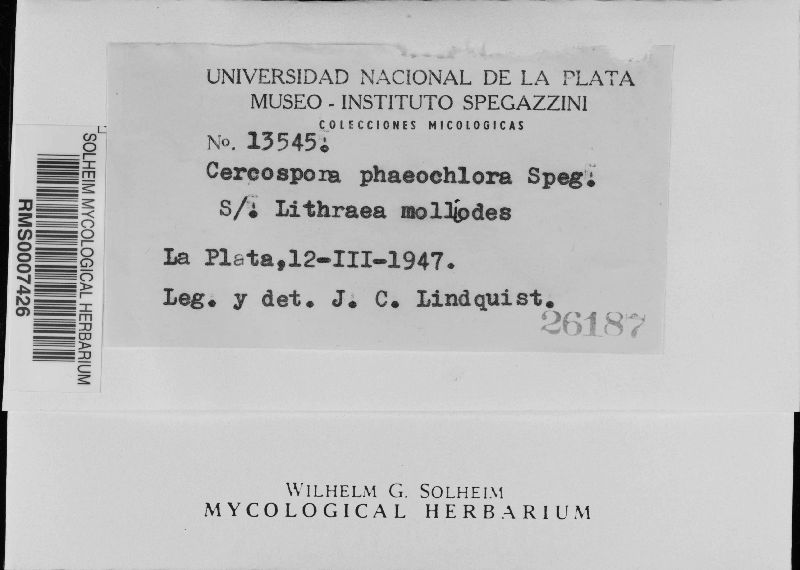 UNIVERSIDAD NACIONAL DE LA PLATA
MUSEO - INSTITUTO SPEGAZZINI
COLECCIONES MICOLOGICAS
No. 13545.
Cercospora phaeochlora Speg.
S/. Lithraea molliodes
La Plata, 12-III-1947.
Leg. y det. J. C. Lindquist.
26187
SOLHEIM MYCOLOGICAL HERBARIUM
RMS0007426
WILHELM G. SOLHEIM
MYCOLOGICAL HERBARIUM